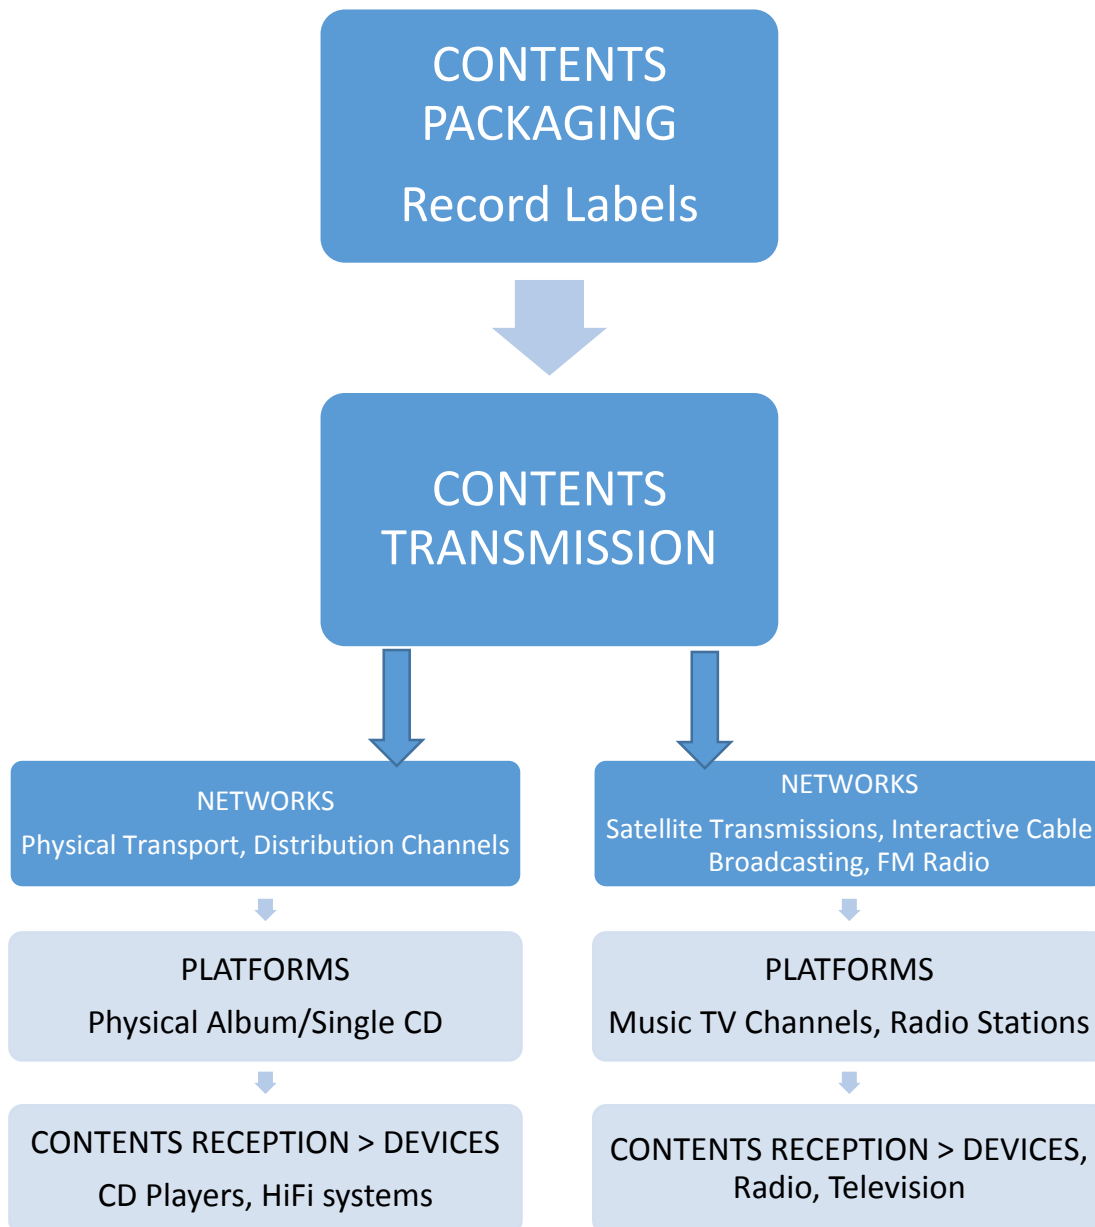 CONTENTS
PACKAGING
Record Labels
CONTENTS
TRANSMISSION
NETWORKS
Physical Transport, Distribution Channels
NETWORKS
Satellite Transmissions, Interactive Cable
Broadcasting, FM Radio
PLATFORMS
Physical Album/Single CD
PLATFORMS
Music TV Channels, Radio Stations
CONTENTS RECEPTION > DEVICES
CD Players, HiFi systems
CONTENTS RECEPTION > DEVICES,
Radio, Television